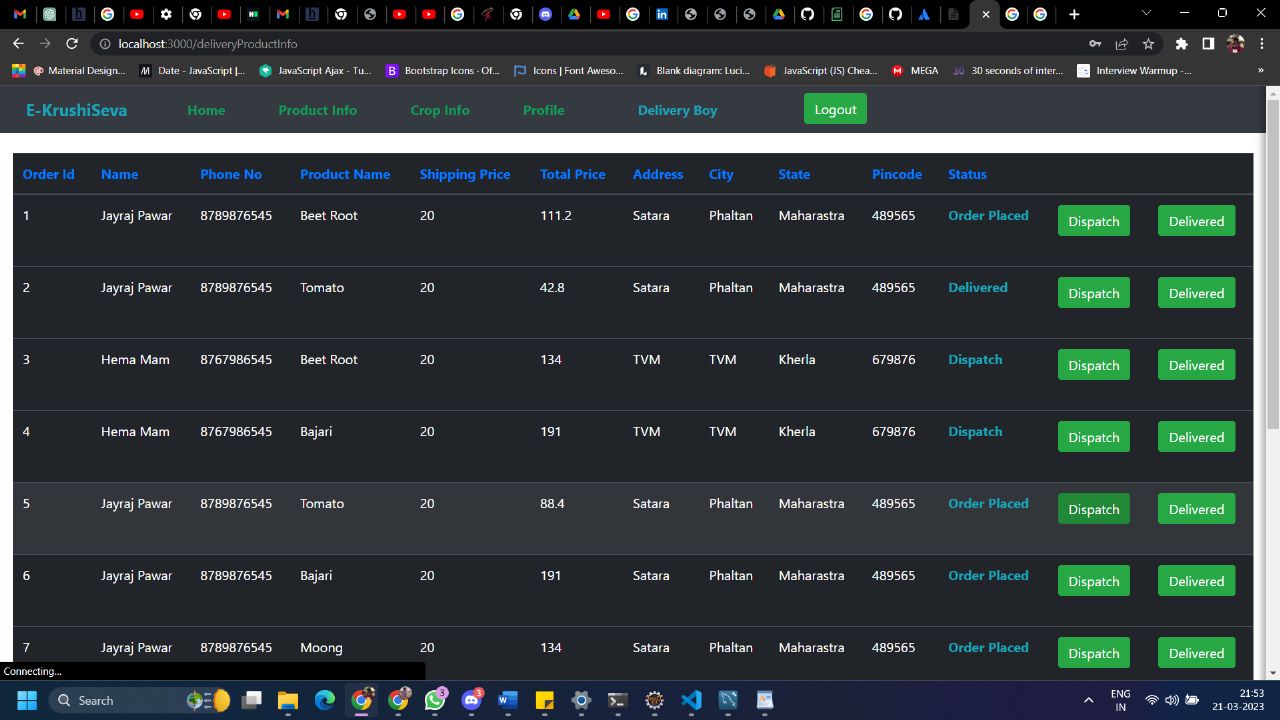 localhost:3000/deliveryProductInfo
Material Design...
Date - JavaScript |...
JavaScript Ajax - Tu...
Bootstrap Icons - Of...
Icons | Font Aweso...
Blank diagram: Luci...
JavaScript (JS) Chea...
MEGA
30 30 seconds of inter...
Interview Warmup -...
»
E-KrushiSeva Home Product Info Crop Info Profile Delivery Boy Logout
Order Id Name Phone No Product Name Shipping Price Total Price Address City State Pincode Status
1 Jayraj Pawar 8789876545 Beet Root 20 111.2 Satara Phaltan Maharastra 489565 Order Placed Dispatch Delivered
2 Jayraj Pawar 8789876545 Tomato 20 42.8 Satara Phaltan Maharastra 489565 Delivered Dispatch Delivered
3 Hema Mam 8767986545 Beet Root 20 134 TVM TVM Kherla 679876 Dispatch Dispatch Delivered
4 Hema Mam 8767986545 Bajari 20 191 TVM TVM Kherla 679876 Dispatch Dispatch Delivered
5 Jayraj Pawar 8789876545 Tomato 20 88.4 Satara Phaltan Maharastra 489565 Order Placed Dispatch Delivered
6 Jayraj Pawar 8789876545 Bajari 20 191 Satara Phaltan Maharastra 489565 Order Placed Dispatch Delivered
7 Jayraj Pawar 8789876545 Moong 20 134 Satara Phaltan Maharastra 489565 Order Placed Dispatch Delivered
Connecting...
Search
3
3
ENG
IN
21:53
21-03-2023